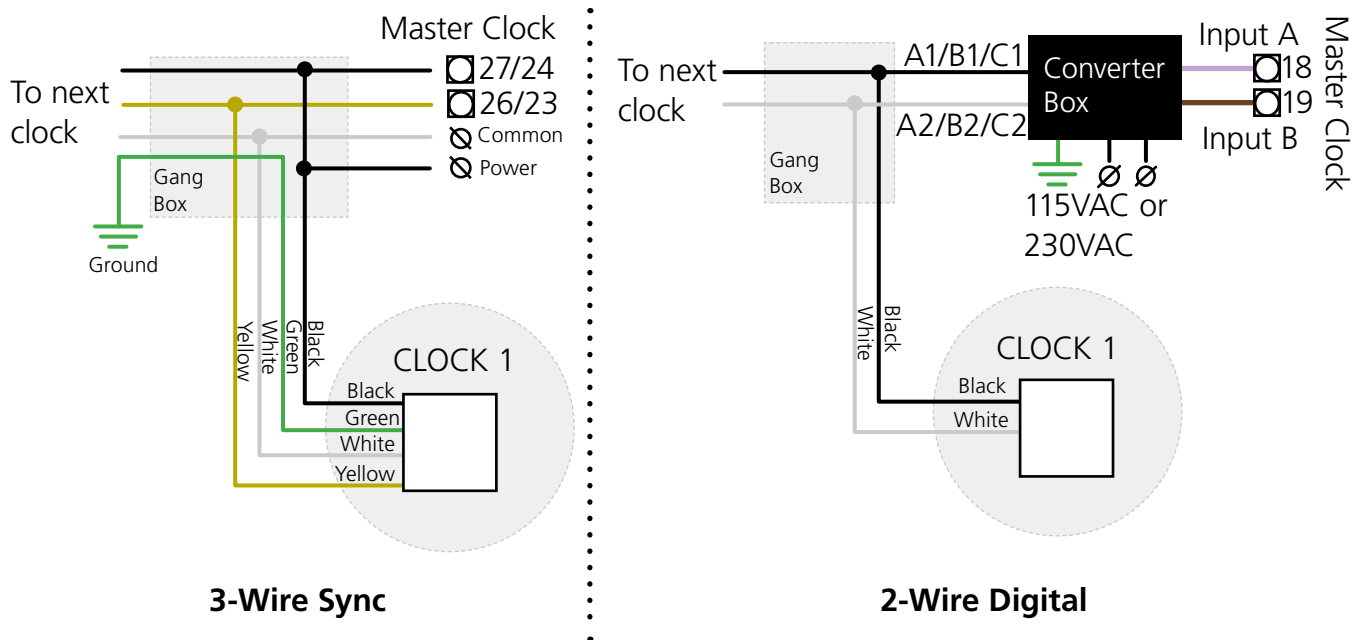 Master Clock
27/24
26/23
Common
Power
To next
clock
Gang
Box
Ground
Yellow
White
Green
Black
CLOCK 1
Black
Green
White
Yellow
3-Wire Sync
To next
clock
A1/B1/C1
A2/B2/C2
Gang
Box
Converter
Box
Input A
18
19
Input B
Master Clock
115VAC or
230VAC
White
Black
CLOCK 1
Black
White
2-Wire Digital